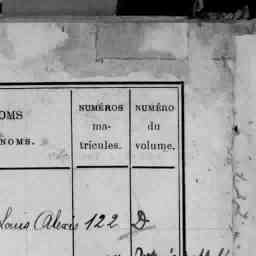 OMS NUMÉROS NUMÉRO
ma- du
NOMS. tricules. volume.
Louis Alexis 122 D